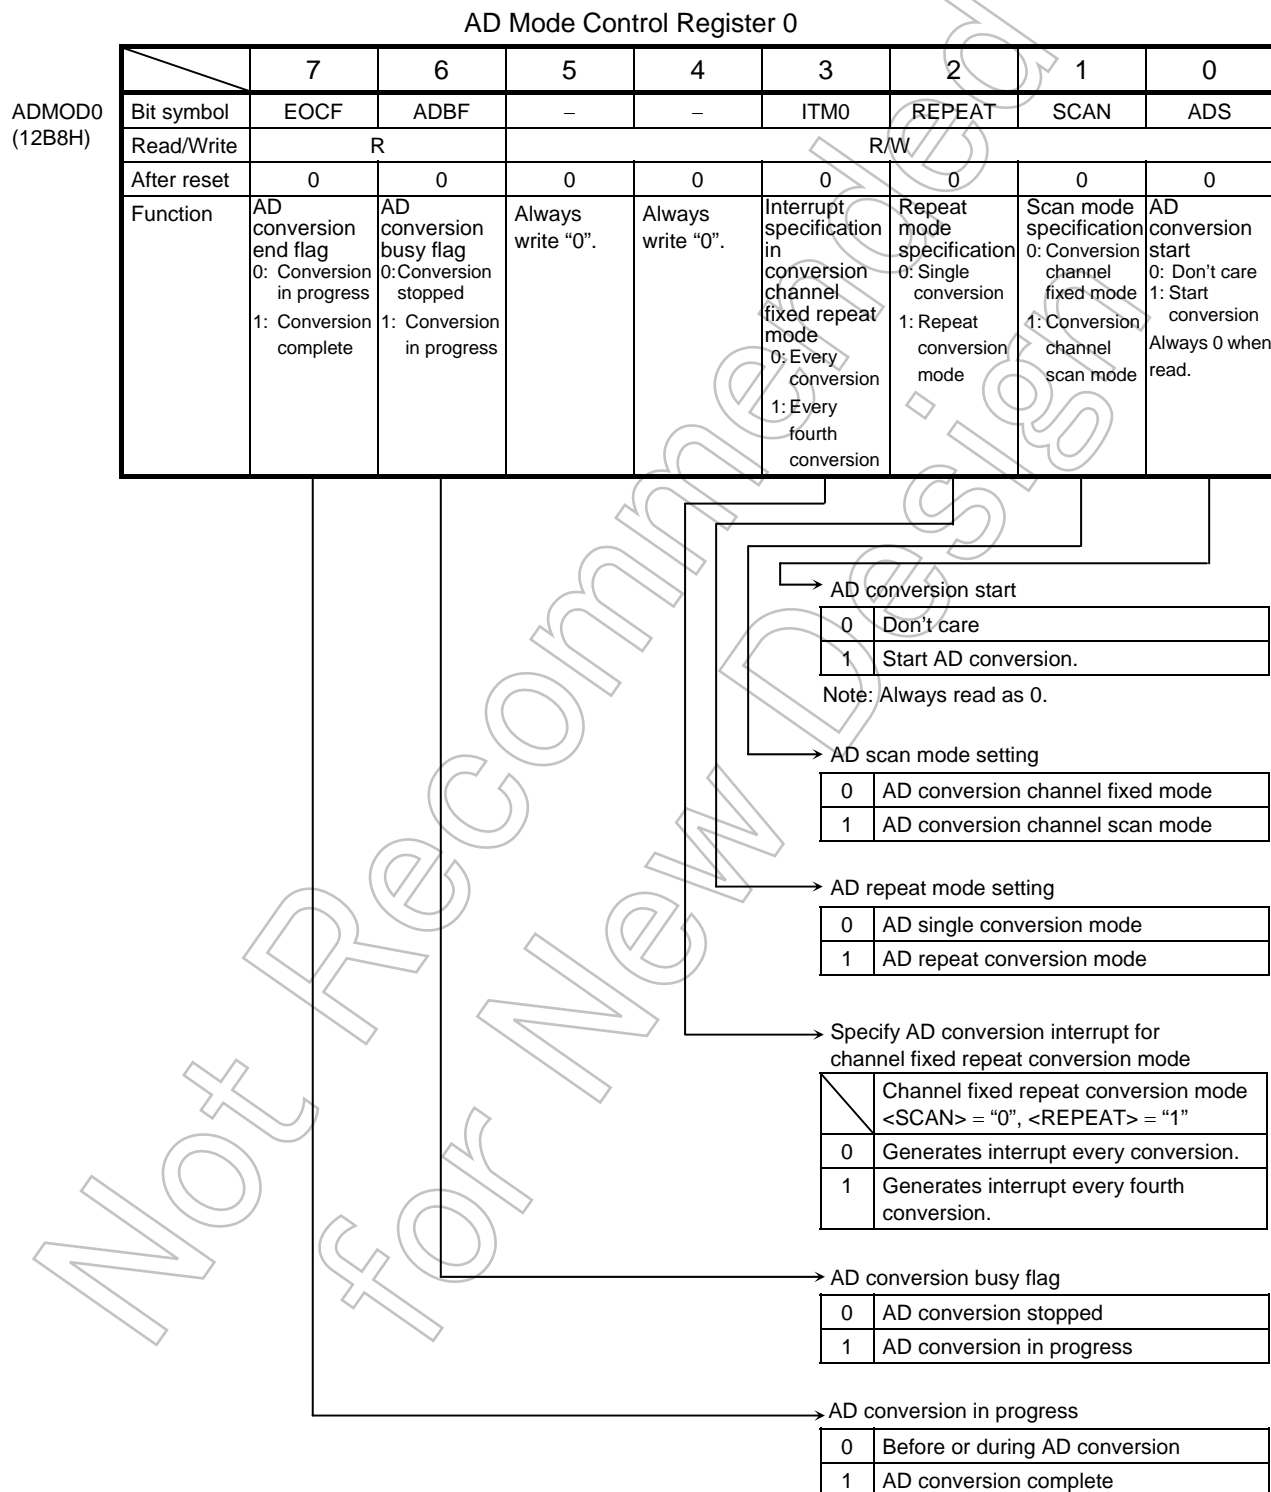 AD Mode Control Register 0
7 6 5 4 3 2 1 0
ADMOD0
(12B8H)
Bit symbol EOCF ADBF − − ITM0 REPEAT SCAN ADS
Read/Write R R/W
After reset 0 0 0 0 0 0 0 0
Function
AD
conversion
end flag
0: Conversion
in progress
1: Conversion
complete
AD
conversion
busy flag
0:Conversion
stopped
1: Conversion
in progress
Always
write “0”.
Always
write “0”.
Interrupt
specification
in
conversion
channel
fixed repeat
mode
0: Every
conversion
1: Every
fourth
conversion
Repeat
mode
specification
0: Single
conversion
1: Repeat
conversion
mode
Scan mode
specification
0: Conversion
channel
fixed mode
1: Conversion
channel
scan mode
AD
conversion
start
0: Don’t care
1: Start
conversion
Always 0 when
read.
AD conversion start
0 Don’t care
1 Start AD conversion.
Note: Always read as 0.
AD scan mode setting
0 AD conversion channel fixed mode
1 AD conversion channel scan mode
AD repeat mode setting
0 AD single conversion mode
1 AD repeat conversion mode
Specify AD conversion interrupt for
channel fixed repeat conversion mode
Channel fixed repeat conversion mode
<SCAN> = “0”, <REPEAT> = “1”
0 Generates interrupt every conversion.
1 Generates interrupt every fourth
conversion.
AD conversion busy flag
0 AD conversion stopped
1 AD conversion in progress
AD conversion in progress
0 Before or during AD conversion
1 AD conversion complete
Not Recommended
for New Design